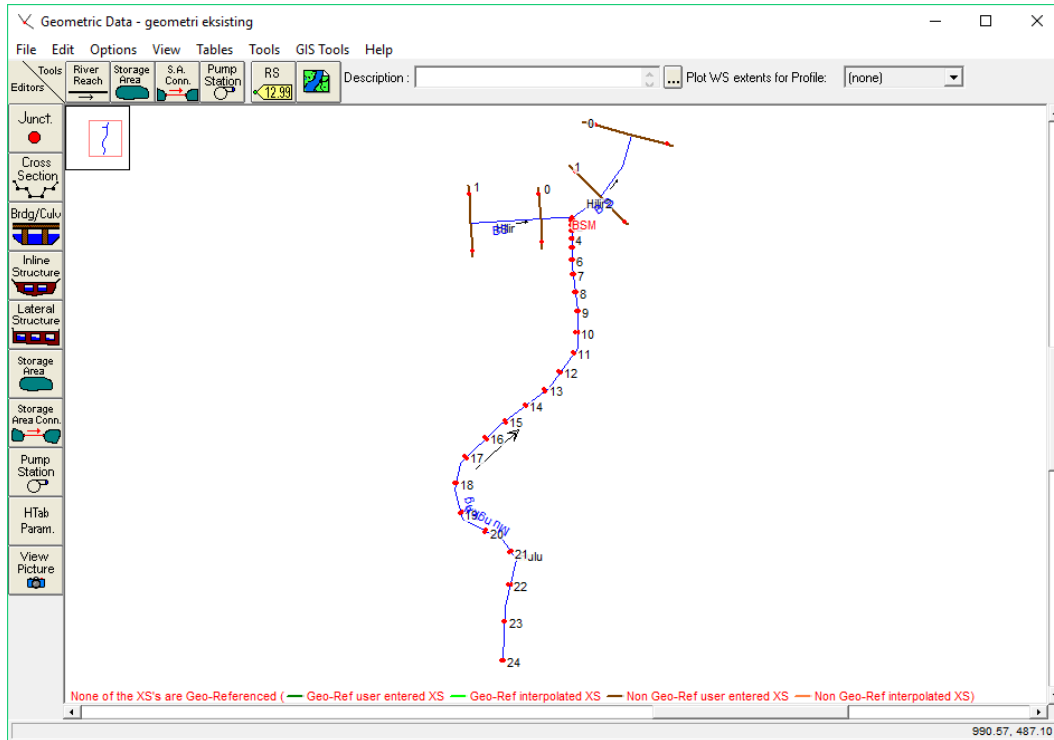 Geometric Data - geometri eksisting
File Edit Options View Tables Tools GIS Tools Help
Tools
Editors
River
Reach
Storage
Area
S.A.
Conn.
Pump
Station
RS
12.99
Description :
...
Plot WS extents for Profile:
(none)
Junct.
Cross
Section
Brdg/Culv
Inline
Structure
Lateral
Structure
Storage
Area
Storage
Area Conn.
Pump
Station
HTab
Param.
View
Picture
0
1
1
0
Hilir2
Hilir
BS
BSM
4
6
7
8
9
10
11
12
13
14
15
16
17
18
19
20
21
ulu
22
23
24
None of the XS's are Geo-Referenced ( Geo-Ref user entered XS Geo-Ref interpolated XS Non Geo-Ref user entered XS Non Geo-Ref interpolated XS)
990.57, 487.10